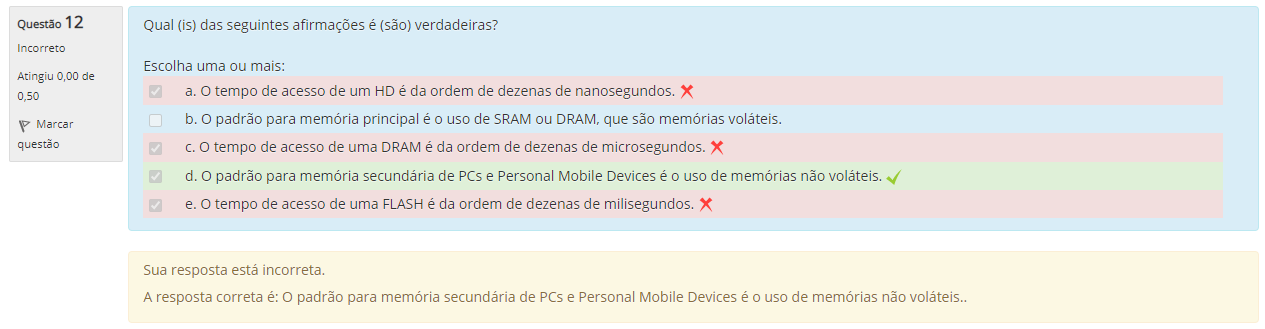 Questão 12
Incorreto
Atingiu 0,00 de
0,50
Marcar
questão
Qual (is) das seguintes afirmações é (são) verdadeiras?
Escolha uma ou mais:
a. O tempo de acesso de um HD é da ordem de dezenas de nanosegundos.
b. O padrão para memória principal é o uso de SRAM ou DRAM, que são memórias voláteis.
c. O tempo de acesso de uma DRAM é da ordem de dezenas de microsegundos.
d. O padrão para memória secundária de PCs e Personal Mobile Devices é o uso de memórias não voláteis.
e. O tempo de acesso de uma FLASH é da ordem de dezenas de milisegundos.
Sua resposta está incorreta.
A resposta correta é: O padrão para memória secundária de PCs e Personal Mobile Devices é o uso de memórias não voláteis..